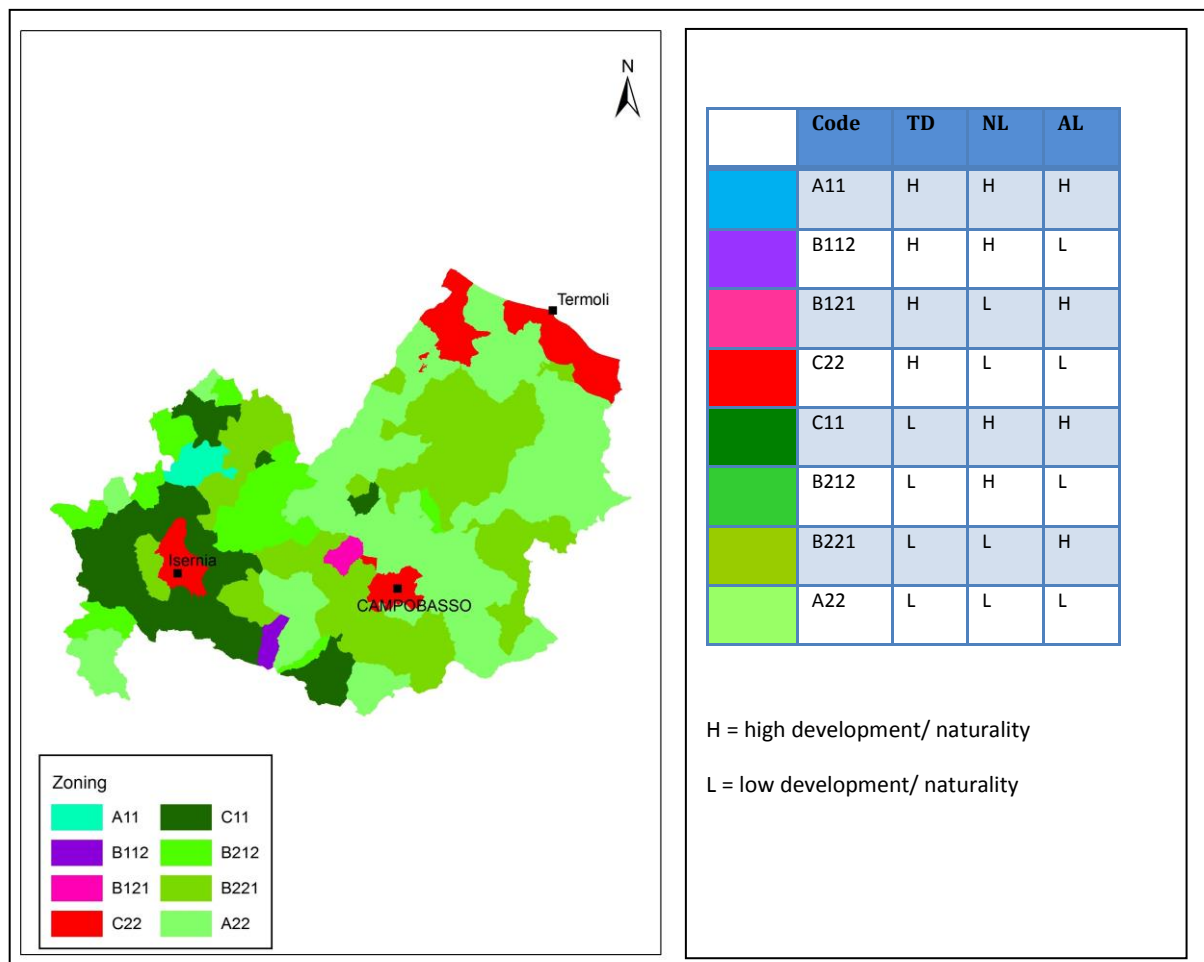 N
Termoli
Isernia
CAMPOBASSO
Zoning
A11 C11
B112 B212
B121 B221
C22 A22
Code TD NL AL
A11 H H H
B112 H H L
B121 H L H
C22 H L L
C11 L H H
B212 L H L
B221 L L H
A22 L L L
H = high development/ naturality
L = low development/ naturality